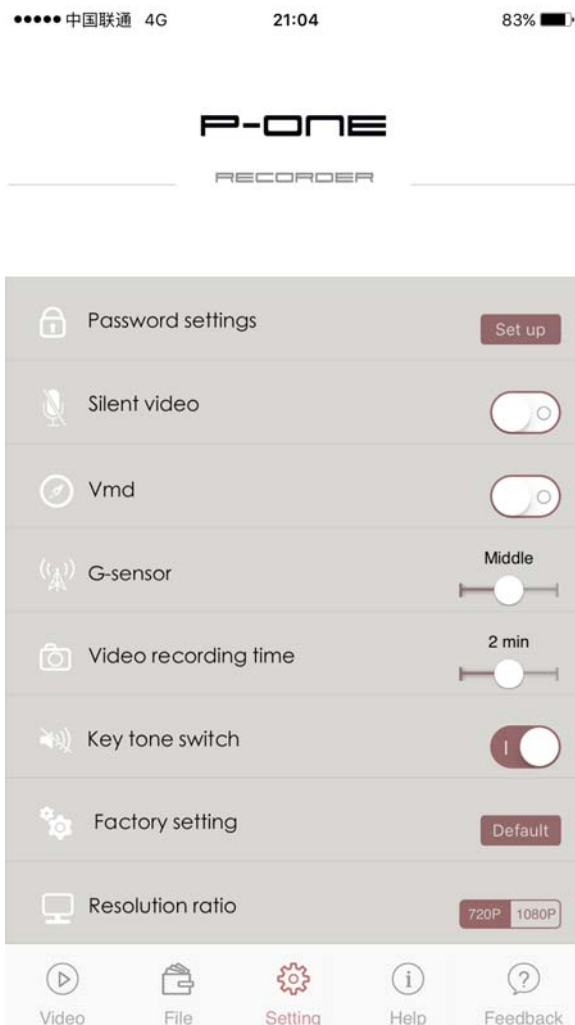 中国联通 4G 21:04 83%
P-ONE
RECORDER
Password settings Set up
Silent video
Vmd
Middle
G-sensor
2 min
Video recording time
Key tone switch
Factory setting Default
Resolution ratio 720P 1080P
Video File Setting Help Feedback